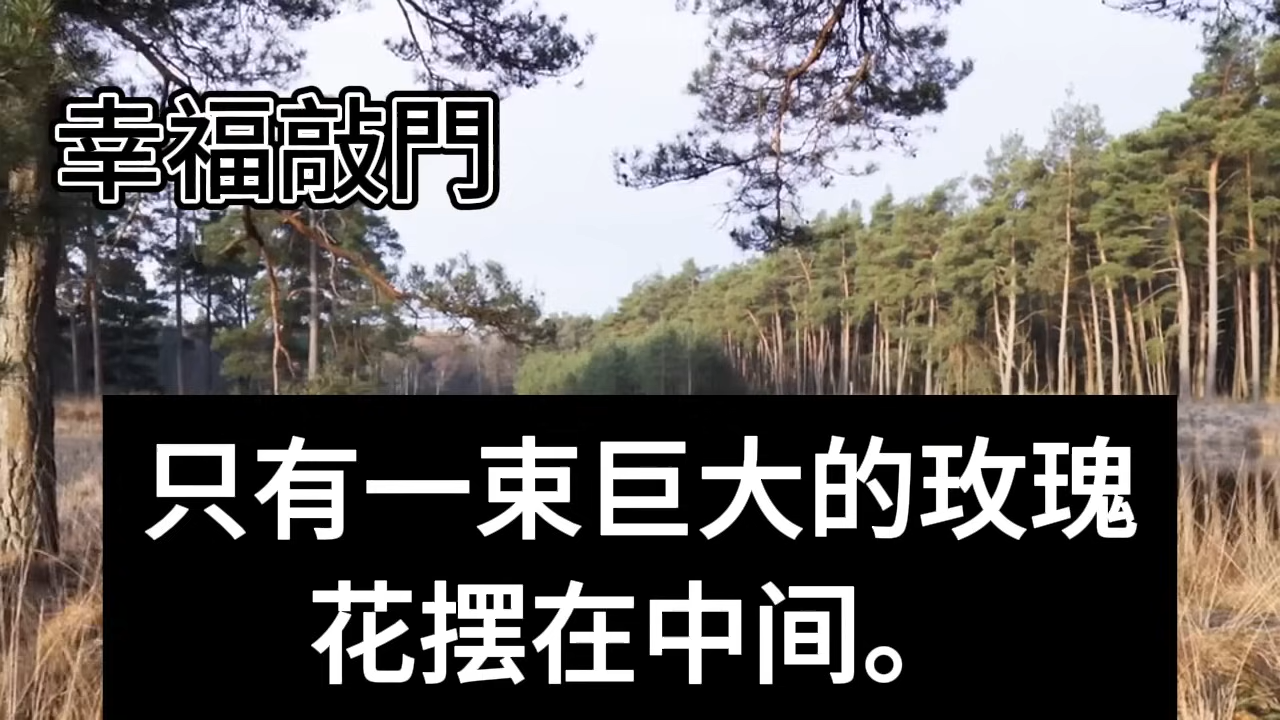 幸福敲門
只有一束巨大的玫瑰
花摆在中间。